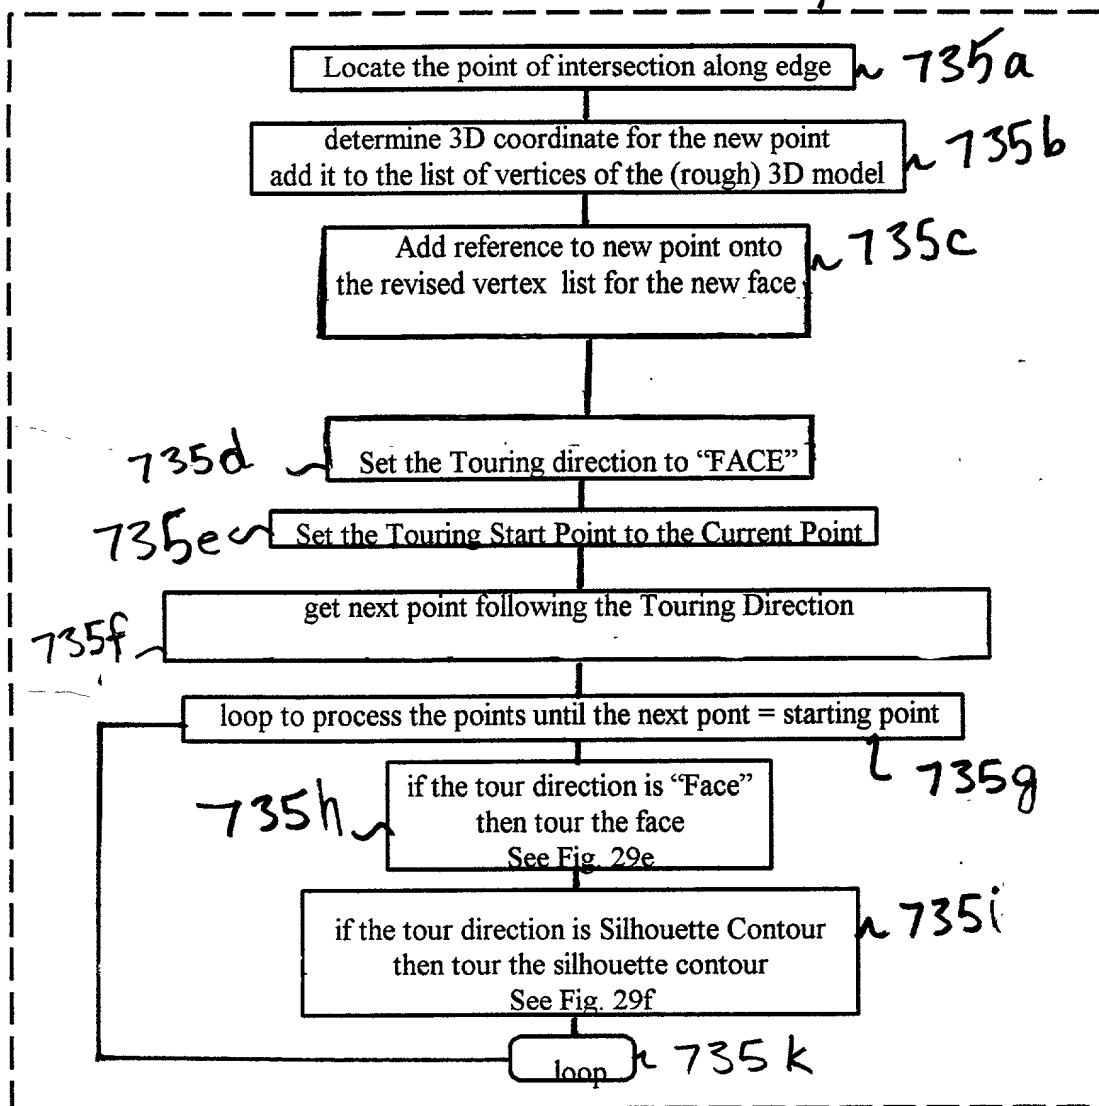 Locate the point of intersection along edge
735a
determine 3D coordinate for the new point
add it to the list of vertices of the (rough) 3D model
735b
Add reference to new point onto
the revised vertex list for the new face
735c
735d
Set the Touring direction to “FACE”
735e
Set the Touring Start Point to the Current Point
get next point following the Touring Direction
735f
loop to process the points until the next pont = starting point
735g
if the tour direction is “Face”
then tour the face
See Fig. 29e
735h
if the tour direction is Silhouette Contour
then tour the silhouette contour
See Fig. 29f
735i
loop
735k